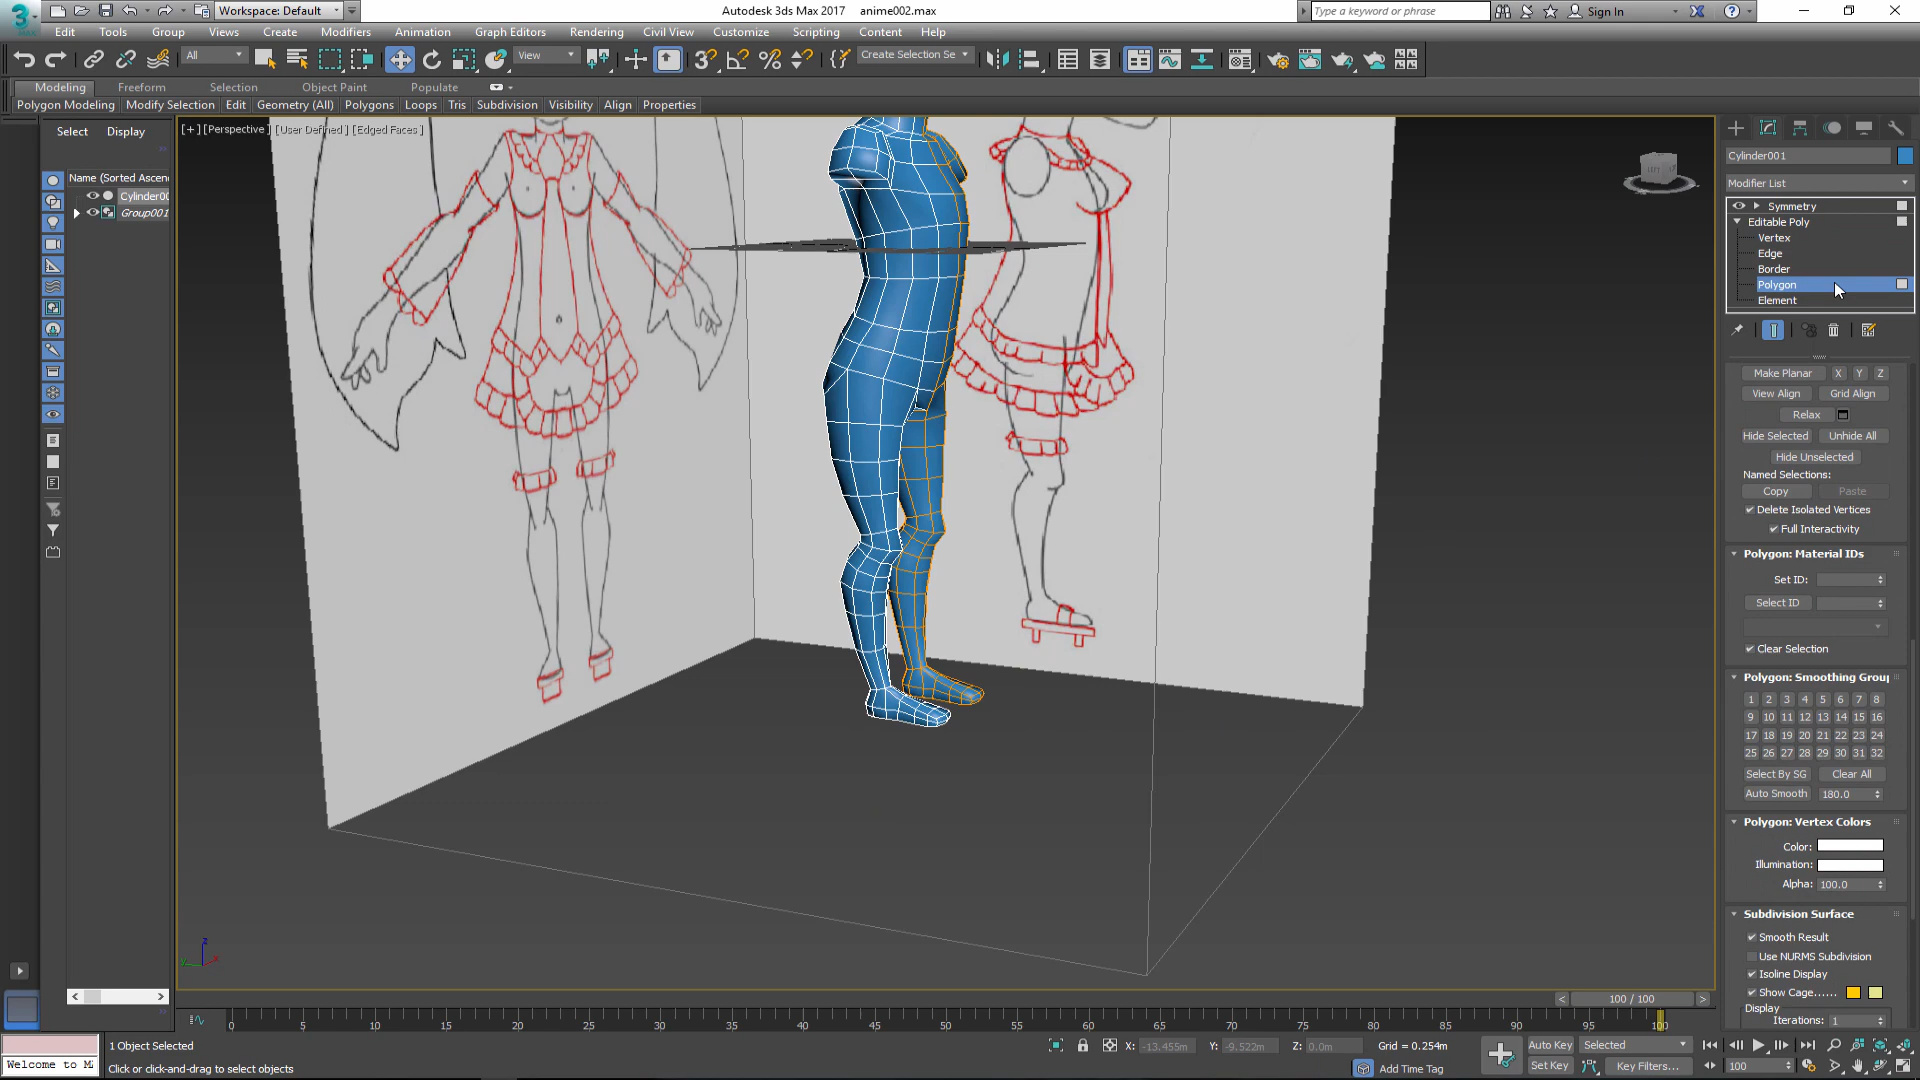 Workspace: Default
Autodesk 3ds Max 2017 anime002.max
Type a keyword or phrase
Sign In
Edit Tools Group Views Create Modifiers Animation Graph Editors Rendering Civil View Customize Scripting Content Help
All
View
Create Selection Se
Modeling Freeform Selection Object Paint Populate
Polygon Modeling Modify Selection Edit Geometry (All) Polygons Loops Tris Subdivision Visibility Align Properties
Select Display
[+] [Perspective] [User Defined] [Edged Faces]
Name (Sorted Ascen
Cylinder00
Group001
Cylinder001
Modifier List
Symmetry
Editable Poly
Vertex
Edge
Border
Polygon
Element
Make Planar X Y Z
View Align Grid Align
Relax
Hide Selected Unhide All
Hide Unselected
Named Selections:
Copy Paste
Delete Isolated Vertices
Full Interactivity
Polygon: Material IDs
Set ID:
Select ID
Clear Selection
Polygon: Smoothing Grou
1 2 3 4 5 6 7 8
9 10 11 12 13 14 15 16
17 18 19 20 21 22 23 24
25 26 27 28 29 30 31 32
Select By SG Clear All
Auto Smooth 180.0
Polygon: Vertex Colors
Color:
Illumination:
Alpha: 100.0
Subdivision Surface
Smooth Result
Use NURMS Subdivision
Isoline Display
Show Cage......
Display
Iterations: 1
z
x
100 / 100
0 5 10 15 20 25 30 35 40 45 50 55 60 65 70 75 80 85 90 95 100
1 Object Selected
X: -13.455m Y: -9.522m Z: 0.0m Grid = 0.254m
Auto Key Selected
Welcome to M
Click or click-and-drag to select objects
Add Time Tag
Set Key Key Filters...
100